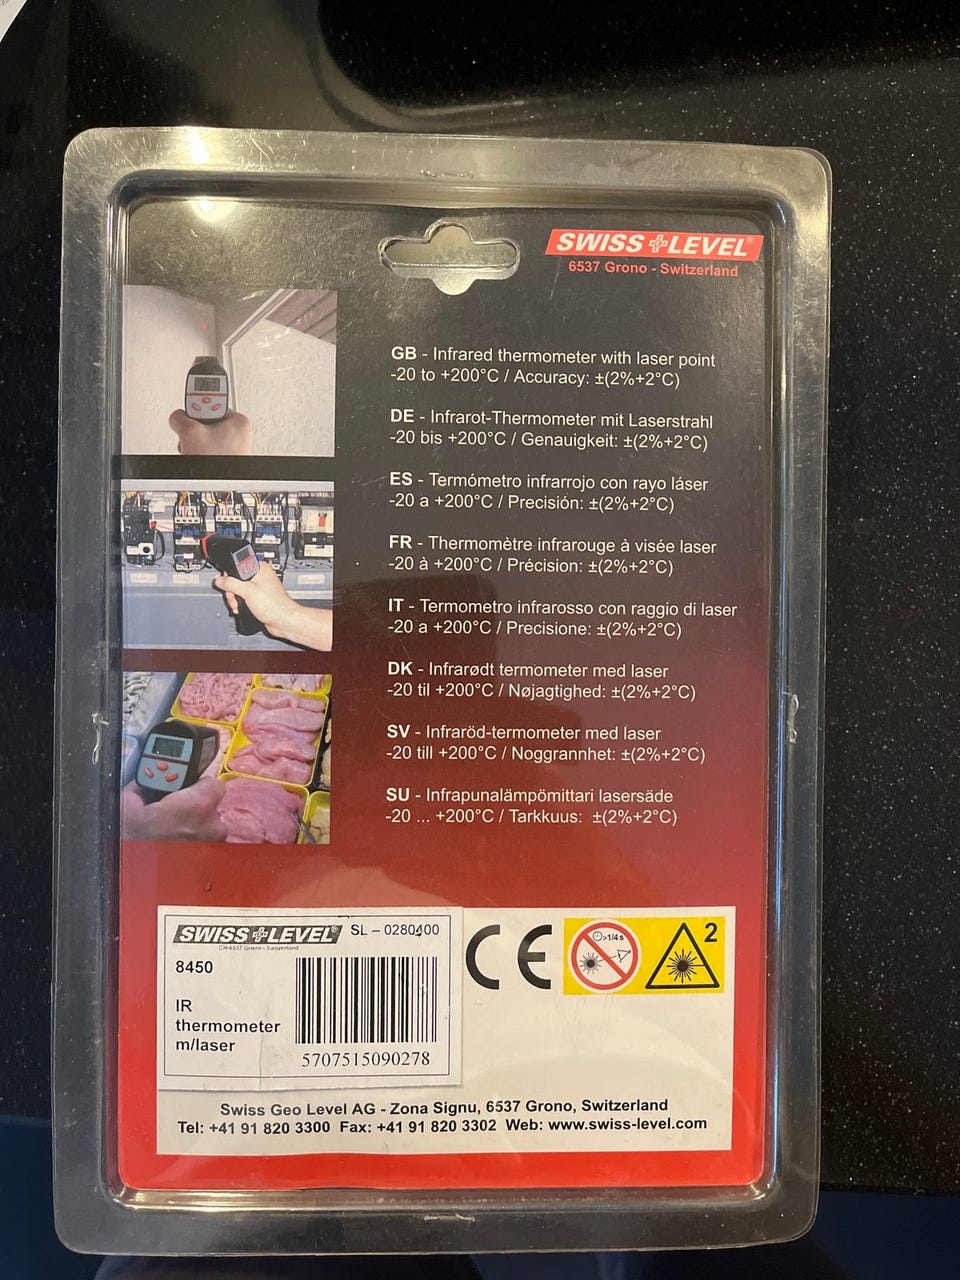 SWISS LEVEL®
6537 Grono - Switzerland
GB - Infrared thermometer with laser point
-20 to +200°C / Accuracy: ±(2%+2°C)
DE - Infrarot-Thermometer mit Laserstrahl
-20 bis +200°C / Genauigkeit: ±(2%+2°C)
ES - Termómetro infrarrojo con rayo láser
-20 a +200°C / Precisión: ±(2%+2°C)
FR - Thermomètre infrarouge à visée laser
-20 à +200°C / Précision: ±(2%+2°C)
IT - Termometro infrarosso con raggio di laser
-20 a +200°C / Precisione: ±(2%+2°C)
DK - Infrarødt termometer med laser
-20 til +200°C / Nøjagtighed: ±(2%+2°C)
SV - Infraröd-termometer med laser
-20 till +200°C / Noggrannhet: ±(2%+2°C)
SU - Infrapunalämpömittari lasersäde
-20 ... +200°C / Tarkkuus: ±(2%+2°C)
SWISS LEVEL® SL – 0280400
CH-6537 Grono - Switzerland
8450
IR
thermometer
m/laser
5707515090278
CE
>1/4s
2
Swiss Geo Level AG - Zona Signu, 6537 Grono, Switzerland
Tel: +41 91 820 3300 Fax: +41 91 820 3302 Web: www.swiss-level.com